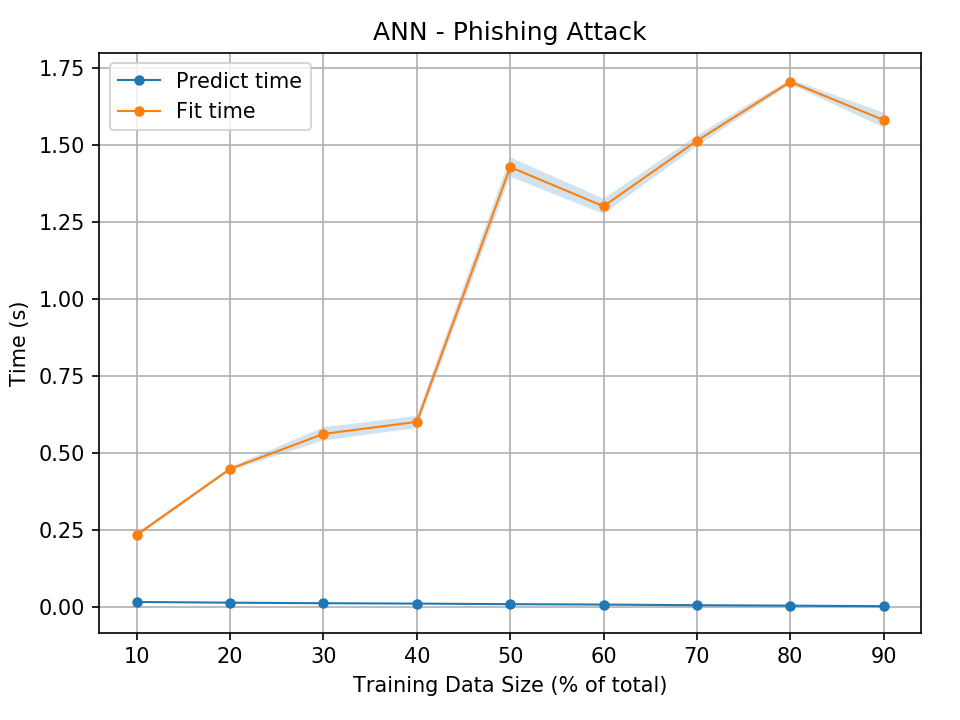 ANN - Phishing Attack
Predict time
Fit time
1.75
1.50
1.25
1.00
0.75
0.50
0.25
0.00
Time (s)
10 20 30 40 50 60 70 80 90
Training Data Size (% of total)